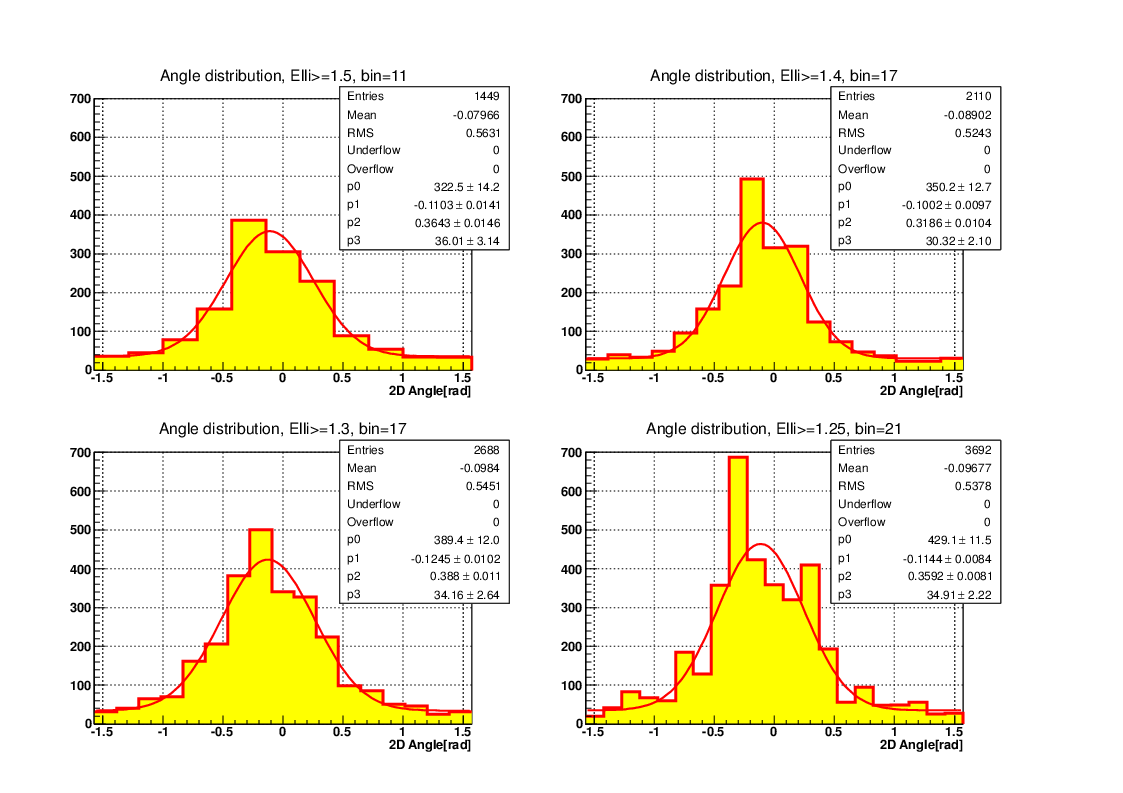 Angle distribution, Elli>=1.5, bin=11
700
600
500
400
300
200
100
0
-1.5 -1 -0.5 0 0.5 1 1.5
2D Angle[rad]
Entries 1449
Mean -0.07966
RMS 0.5631
Underflow 0
Overflow 0
p0 322.5 ± 14.2
p1 -0.1103 ± 0.0141
p2 0.3643 ± 0.0146
p3 36.01 ± 3.14
Angle distribution, Elli>=1.4, bin=17
700
600
500
400
300
200
100
0
-1.5 -1 -0.5 0 0.5 1 1.5
2D Angle[rad]
Entries 2110
Mean -0.08902
RMS 0.5243
Underflow 0
Overflow 0
p0 350.2 ± 12.7
p1 -0.1002 ± 0.0097
p2 0.3186 ± 0.0104
p3 30.32 ± 2.10
Angle distribution, Elli>=1.3, bin=17
700
600
500
400
300
200
100
0
-1.5 -1 -0.5 0 0.5 1 1.5
2D Angle[rad]
Entries 2688
Mean -0.0984
RMS 0.5451
Underflow 0
Overflow 0
p0 389.4 ± 12.0
p1 -0.1245 ± 0.0102
p2 0.388 ± 0.011
p3 34.16 ± 2.64
Angle distribution, Elli>=1.25, bin=21
700
600
500
400
300
200
100
0
-1.5 -1 -0.5 0 0.5 1 1.5
2D Angle[rad]
Entries 3692
Mean -0.09677
RMS 0.5378
Underflow 0
Overflow 0
p0 429.1 ± 11.5
p1 -0.1144 ± 0.0084
p2 0.3592 ± 0.0081
p3 34.91 ± 2.22